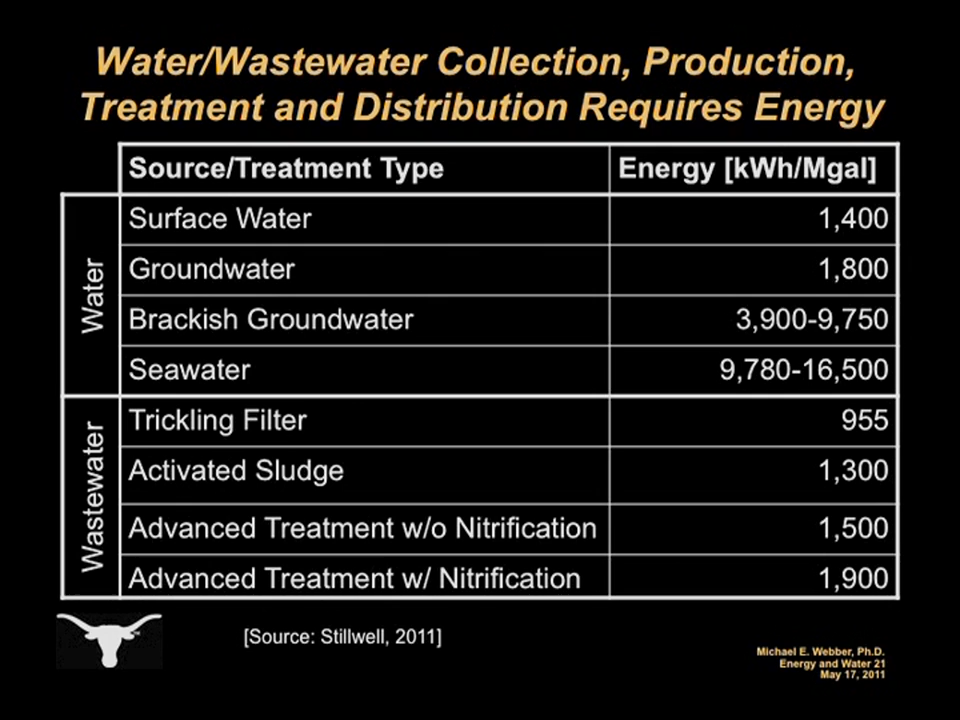 Water/Wastewater Collection, Production,
Treatment and Distribution Requires Energy
Source/Treatment Type Energy [kWh/Mgal]
Water
Surface Water 1,400
Groundwater 1,800
Brackish Groundwater 3,900-9,750
Seawater 9,780-16,500
Wastewater
Trickling Filter 955
Activated Sludge 1,300
Advanced Treatment w/o Nitrification 1,500
Advanced Treatment w/ Nitrification 1,900
[Source: Stillwell, 2011]
Michael E. Webber, Ph.D.
Energy and Water 21
May 17, 2011